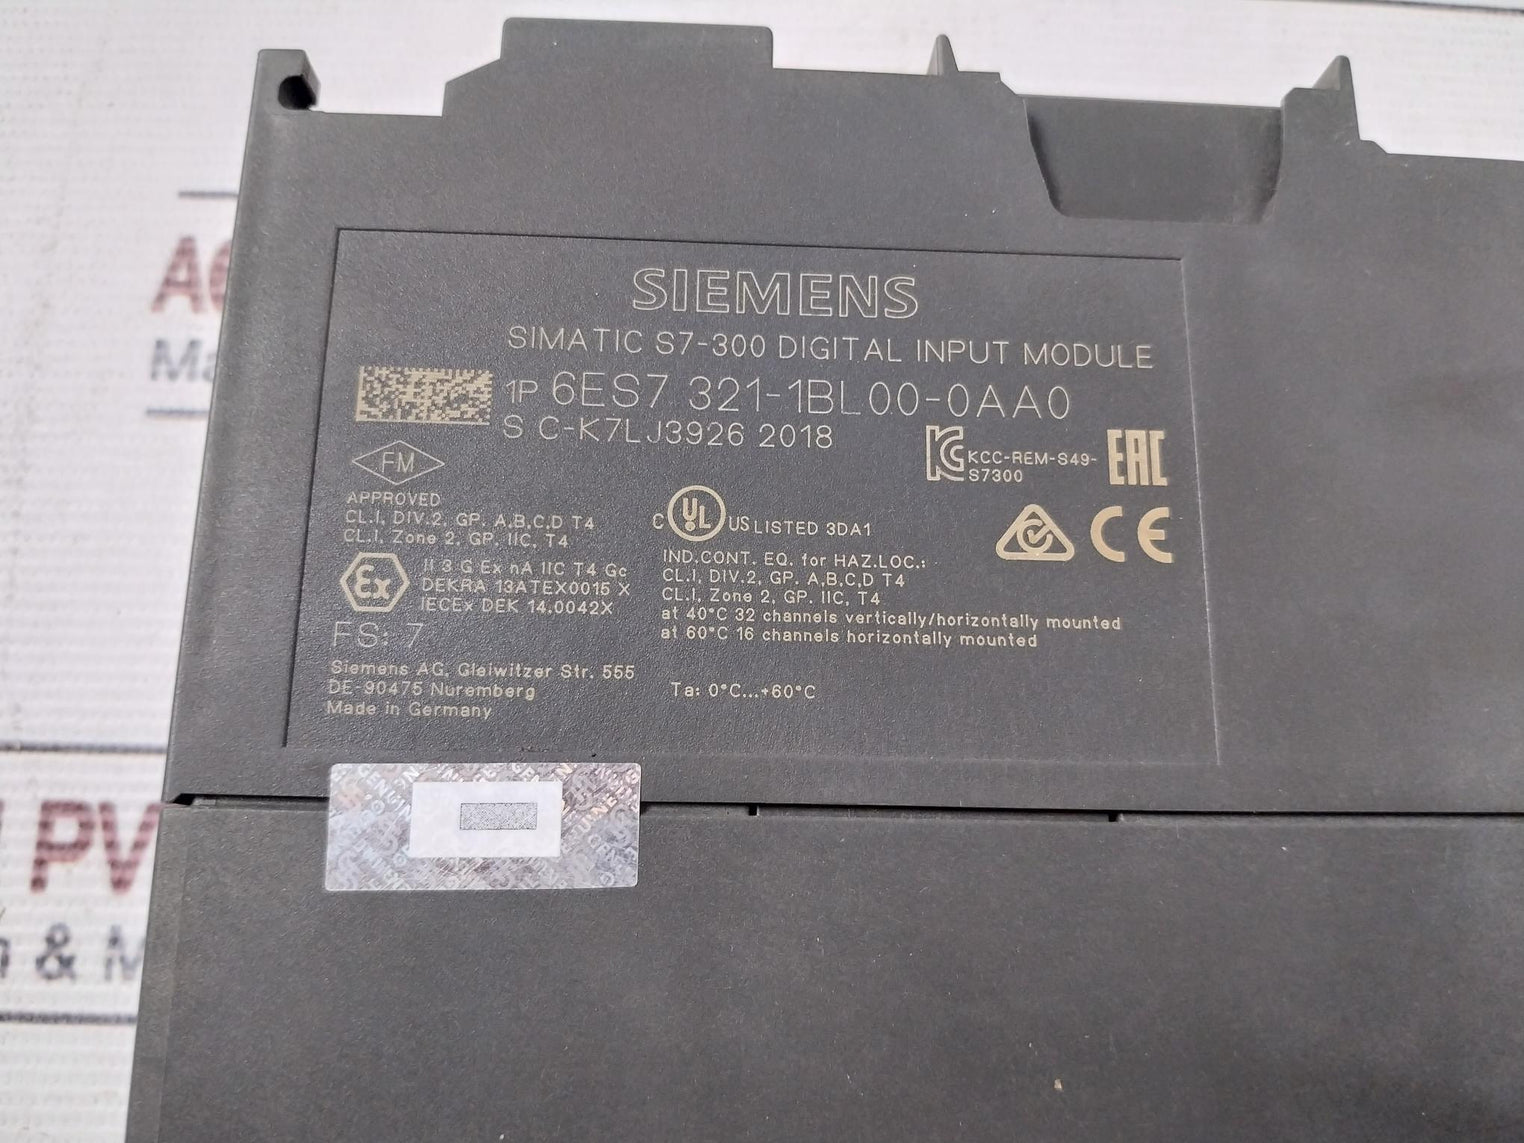 SIEMENS
SIMATIC S7-300 DIGITAL INPUT MODULE
1P 6ES7 321-1BL00-0AA0
S C-K7LJ3926 2018
KCC-REM-S49-
S7300
EAC
FM
APPROVED
CL.I, DIV.2, GP. A,B,C,D T4
CL.I, Zone 2, GP. IIC, T4
Ex
II 3 G Ex nA IIC T4 Gc
DEKRA 13ATEX0015 X
IECEx DEK 14.0042X
FS: 7
Siemens AG, Gleiwitzer Str. 555
DE-90475 Nuremberg
Made in Germany
C UL US LISTED 3DA1
CE
IND.CONT. EQ. for HAZ.LOC.:
CL.I, DIV.2, GP. A,B,C,D T4
CL.I, Zone 2, GP. IIC, T4
at 40°C 32 channels vertically/horizontally mounted
at 60°C 16 channels horizontally mounted
Ta: 0°C...+60°C
PV
&